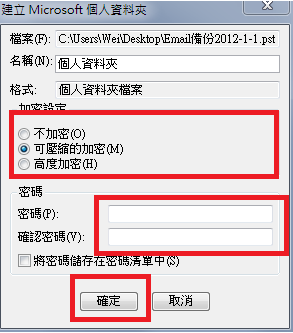 建立 Microsoft 個人資料夾
檔案(F): C:\Users\Wei\Desktop\Email備份2012-1-1.pst
名稱(N): 個人資料夾
格式: 個人資料夾檔案
加密設定
不加密(O)
可壓縮的加密(M)
高度加密(H)
密碼
密碼(P):
確認密碼(V):
將密碼儲存在密碼清單中(S)
確定 取消